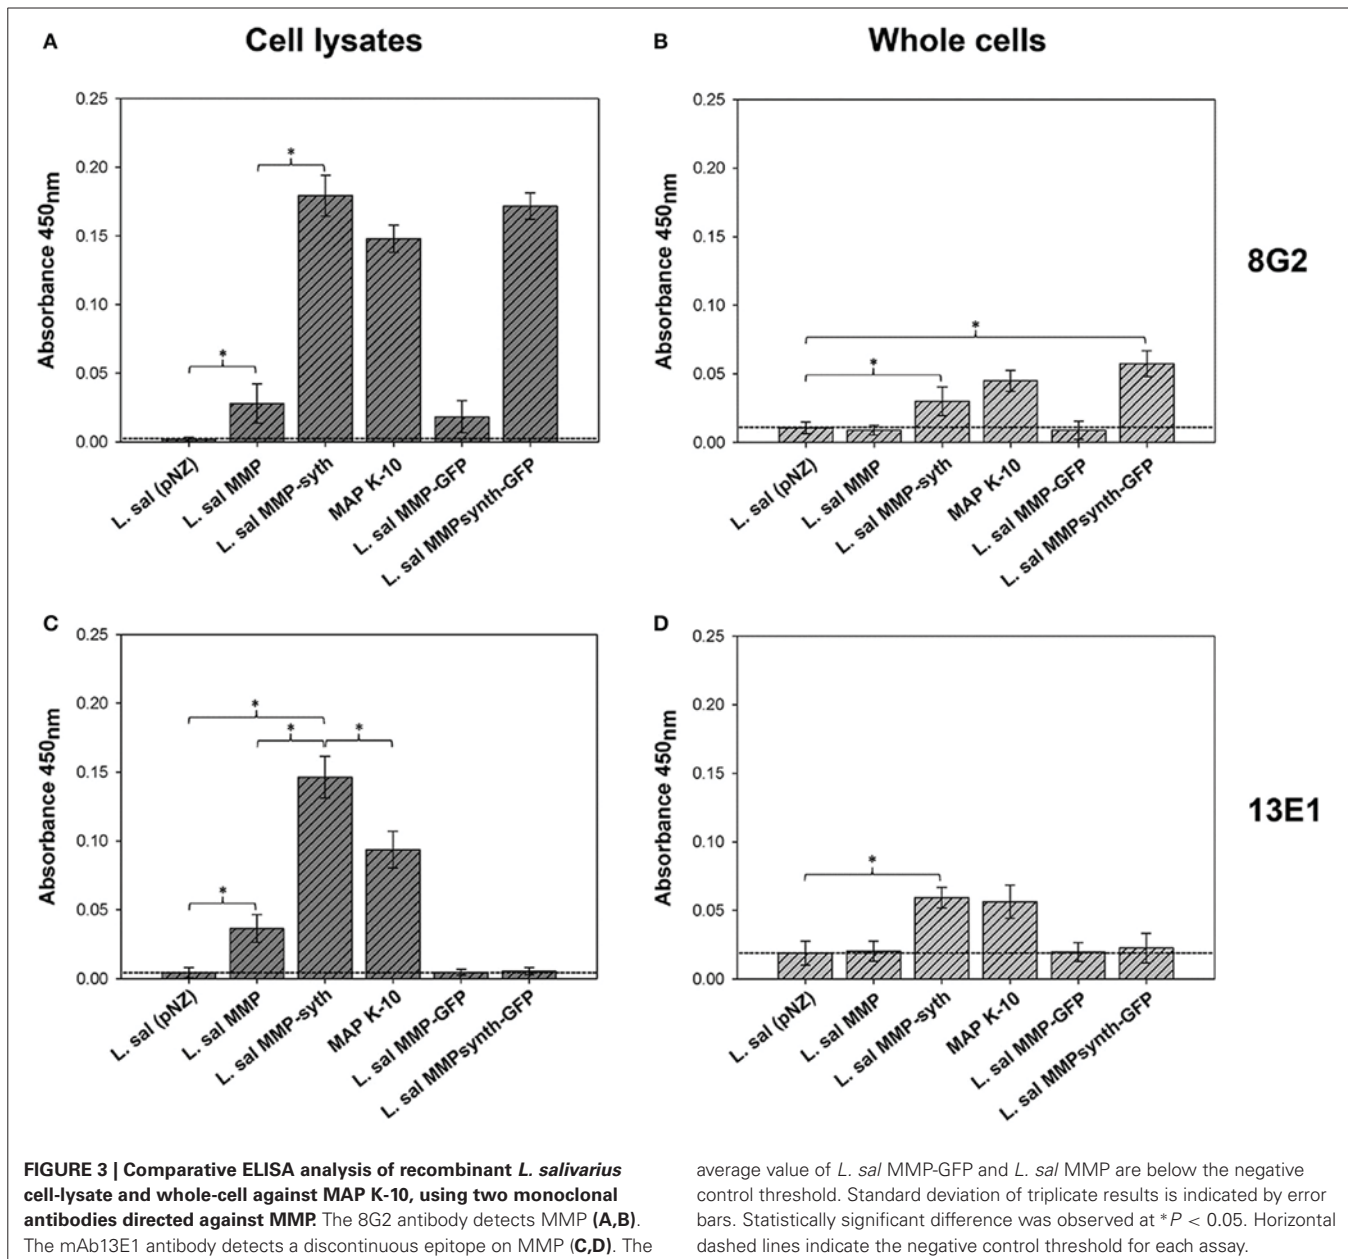 A
Cell lysates
Absorbance 450nm
0.25
0.20
0.15
0.10
0.05
0.00
*
*
L. sal (pNZ)
L. sal MMP
L. sal MMP-syth
MAP K-10
L. sal MMP-GFP
L. sal MMPsynth-GFP
B
Whole cells
Absorbance 450nm
0.25
0.20
0.15
0.10
0.05
0.00
*
*
L. sal (pNZ)
L. sal MMP
L. sal MMP-syth
MAP K-10
L. sal MMP-GFP
L. sal MMPsynth-GFP
8G2
C
Absorbance 450nm
0.25
0.20
0.15
0.10
0.05
0.00
*
*
*
*
L. sal (pNZ)
L. sal MMP
L. sal MMP-syth
MAP K-10
L. sal MMP-GFP
L. sal MMPsynth-GFP
D
Absorbance 450nm
0.25
0.20
0.15
0.10
0.05
0.00
*
L. sal (pNZ)
L. sal MMP
L. sal MMP-syth
MAP K-10
L. sal MMP-GFP
L. sal MMPsynth-GFP
13E1
FIGURE 3 | Comparative ELISA analysis of recombinant L. salivarius
cell-lysate and whole-cell against MAP K-10, using two monoclonal
antibodies directed against MMP. The 8G2 antibody detects MMP (A,B).
The mAb13E1 antibody detects a discontinuous epitope on MMP (C,D). The
average value of L. sal MMP-GFP and L. sal MMP are below the negative
control threshold. Standard deviation of triplicate results is indicated by error
bars. Statistically significant difference was observed at *P < 0.05. Horizontal
dashed lines indicate the negative control threshold for each assay.